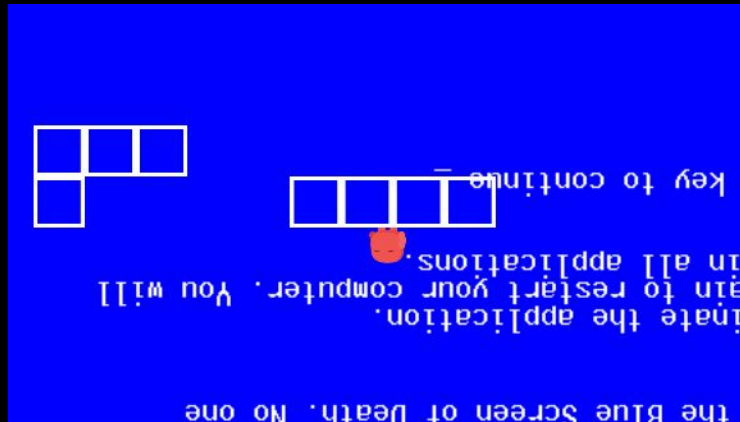 the Blue Screen of Death. No one
inate the application.
ain to restart your computer. You will
in all applications.
key to continue _